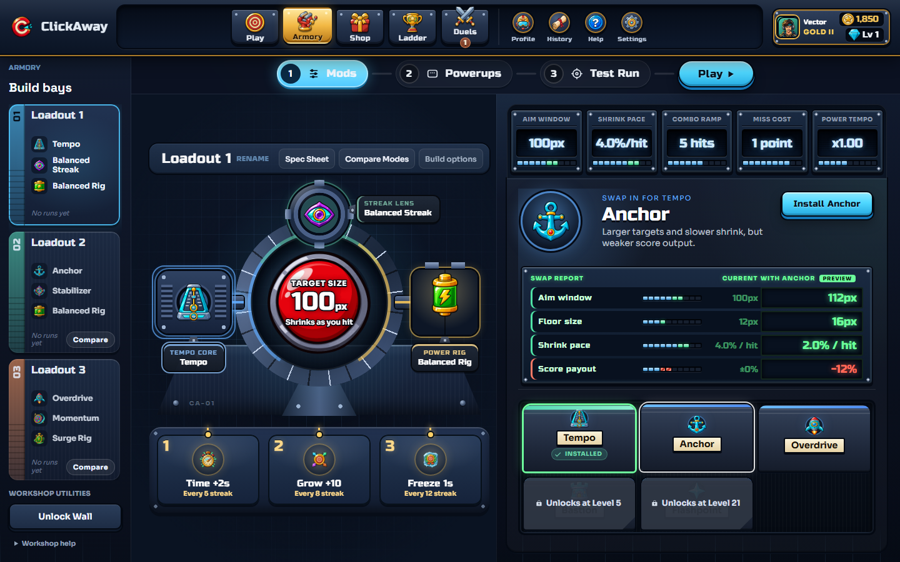 ClickAway
Play
Armory
Shop
Ladder
Duels
1
Profile
History
Help
Settings
Vector
GOLD II
1,850
Lv 1
ARMORY
Build bays
1 Mods
2 Powerups
3 Test Run
Play
01
Loadout 1
Tempo
Balanced
Streak
Balanced Rig
No runs yet
02
Loadout 2
Anchor
Stabilizer
Balanced Rig
No runs
yet
Compare
03
Loadout 3
Overdrive
Momentum
Surge Rig
No runs
yet
Compare
WORKSHOP UTILITIES
Unlock Wall
Workshop help
Loadout 1 RENAME
Spec Sheet
Compare Modes
Build options
STREAK LENS
Balanced Streak
TARGET SIZE
100px
Shrinks as you hit
TEMPO CORE
Tempo
POWER RIG
Balanced Rig
CA-01
1
Time +2s
Every 5 streak
2
Grow +10
Every 8 streak
3
Freeze 1s
Every 12 streak
AIM WINDOW
100px
SHRINK PACE
4.0%/hit
COMBO RAMP
5 hits
MISS COST
1 point
POWER TEMPO
x1.00
SWAP IN FOR TEMPO
Anchor
Larger targets and slower shrink, but
weaker score output.
Install Anchor
SWAP REPORT
CURRENT WITH ANCHOR PREVIEW
Aim window 100px 112px
Floor size 12px 16px
Shrink pace 4.0% / hit 2.0% / hit
Score payout ±0% -12%
Tempo
✓ INSTALLED
Anchor
Overdrive
Unlocks at Level 5
Unlocks at Level 21